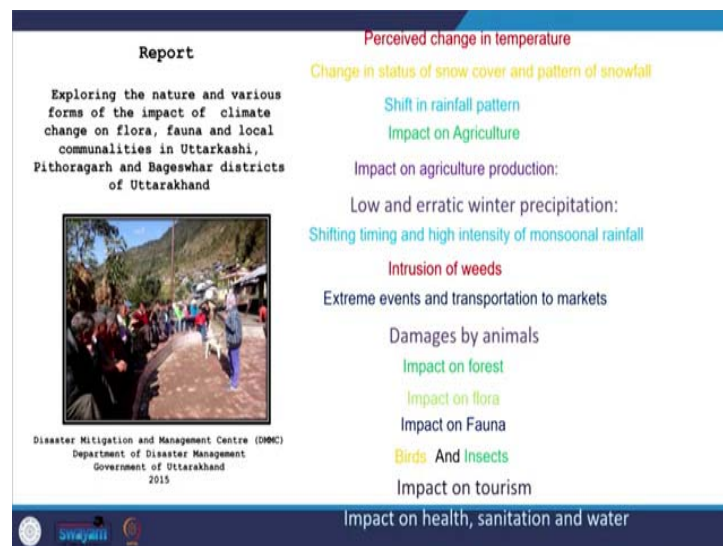 Report
Exploring the nature and various
forms of the impact of climate
change on flora, fauna and local
communalities in Uttarkashi,
Pithoragarh and Bageswhar districts
of Uttarakhand
Disaster Mitigation and Management Centre (DMMC)
Department of Disaster Management
Government of Uttarakhand
2015
Perceived change in temperature
Change in status of snow cover and pattern of snowfall
Shift in rainfall pattern
Impact on Agriculture
Impact on agriculture production:
Low and erratic winter precipitation:
Shifting timing and high intensity of monsoonal rainfall
Intrusion of weeds
Extreme events and transportation to markets
Damages by animals
Impact on forest
Impact on flora
Impact on Fauna
Birds And Insects
Impact on tourism
Impact on health, sanitation and water
swayam